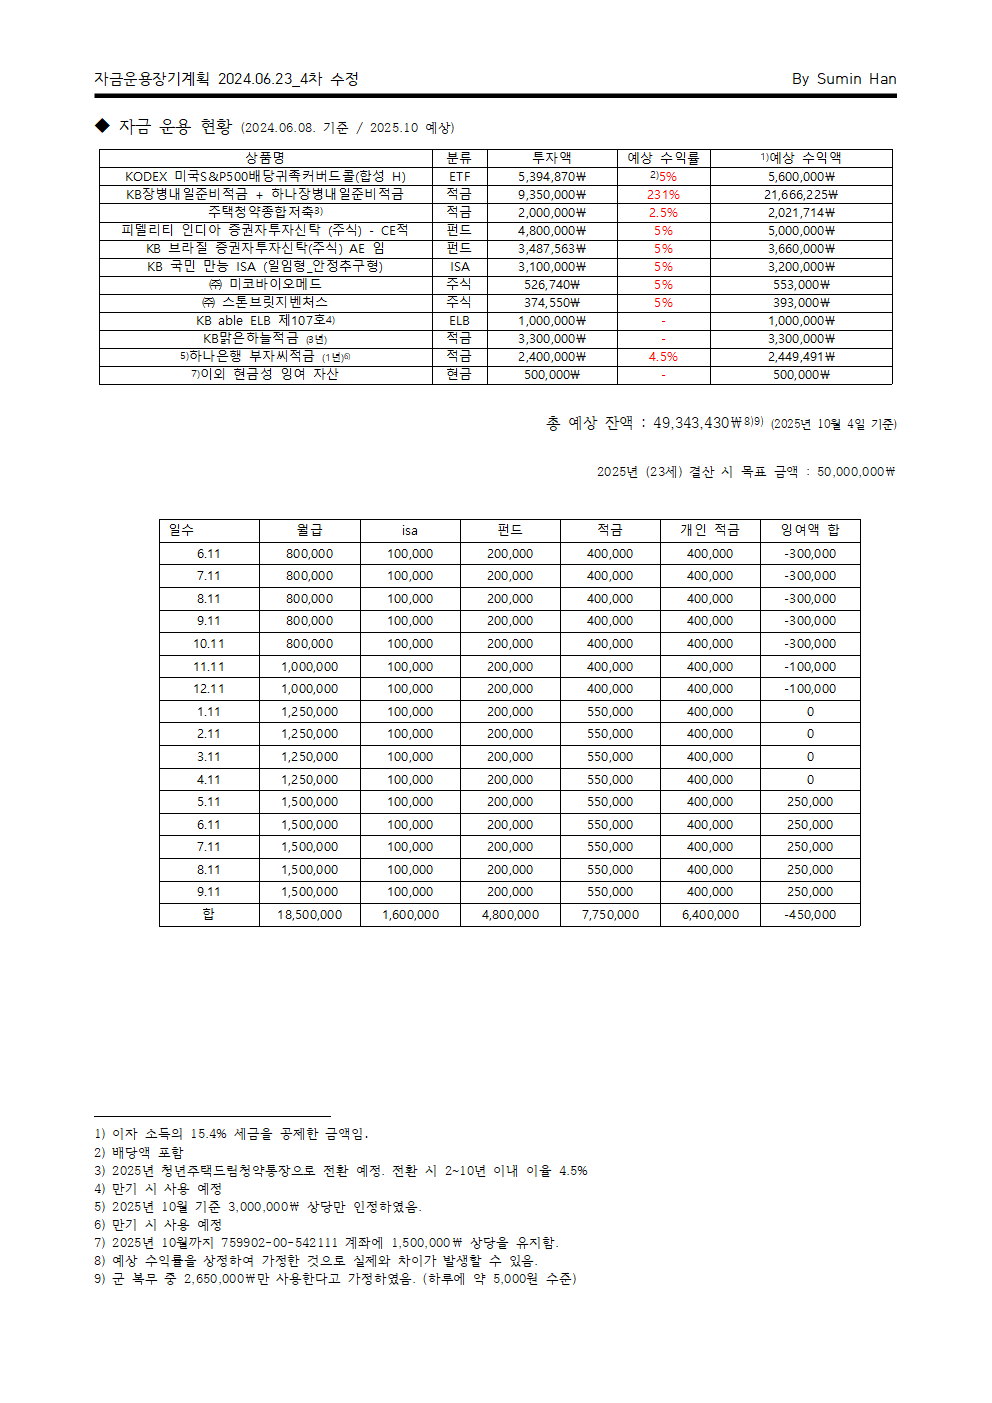 자금운용장기계획 2024.06.23_4차 수정 By Sumin Han
◆ 자금 운용 현황 (2024.06.08. 기준 / 2025.10 예상)
상품명 분류 투자액 예상 수익률 1)예상 수익액
KODEX 미국S&P500배당귀족커버드콜(합성 H) ETF 5,394,870₩ 2)5% 5,600,000₩
KB장병내일준비적금 + 하나장병내일준비적금 적금 9,350,000₩ 231% 21,666,225₩
주택청약종합저축3) 적금 2,000,000₩ 2.5% 2,021,714₩
피델리티 인디아 증권자투자신탁 (주식) - CE적 펀드 4,800,000₩ 5% 5,000,000₩
KB 브라질 증권자투자신탁(주식) AE 임 펀드 3,487,563₩ 5% 3,660,000₩
KB 국민 만능 ISA (일임형_안정추구형) ISA 3,100,000₩ 5% 3,200,000₩
㈜ 미코바이오메드 주식 526,740₩ 5% 553,000₩
㈜ 스톤브릿지벤처스 주식 374,550₩ 5% 393,000₩
KB able ELB 제107호4) ELB 1,000,000₩ - 1,000,000₩
KB맑은하늘적금 (3년) 적금 3,300,000₩ - 3,300,000₩
5)하나은행 부자씨적금 (1년)6) 적금 2,400,000₩ 4.5% 2,449,491₩
7)이외 현금성 잉여 자산 현금 500,000₩ - 500,000₩
총 예상 잔액 : 49,343,430₩8)9) (2025년 10월 4일 기준)
2025년 (23세) 결산 시 목표 금액 : 50,000,000₩
일수 월급 isa 펀드 적금 개인 적금 잉여액 합
6.11 800,000 100,000 200,000 400,000 400,000 -300,000
7.11 800,000 100,000 200,000 400,000 400,000 -300,000
8.11 800,000 100,000 200,000 400,000 400,000 -300,000
9.11 800,000 100,000 200,000 400,000 400,000 -300,000
10.11 800,000 100,000 200,000 400,000 400,000 -300,000
11.11 1,000,000 100,000 200,000 400,000 400,000 -100,000
12.11 1,000,000 100,000 200,000 400,000 400,000 -100,000
1.11 1,250,000 100,000 200,000 550,000 400,000 0
2.11 1,250,000 100,000 200,000 550,000 400,000 0
3.11 1,250,000 100,000 200,000 550,000 400,000 0
4.11 1,250,000 100,000 200,000 550,000 400,000 0
5.11 1,500,000 100,000 200,000 550,000 400,000 250,000
6.11 1,500,000 100,000 200,000 550,000 400,000 250,000
7.11 1,500,000 100,000 200,000 550,000 400,000 250,000
8.11 1,500,000 100,000 200,000 550,000 400,000 250,000
9.11 1,500,000 100,000 200,000 550,000 400,000 250,000
합 18,500,000 1,600,000 4,800,000 7,750,000 6,400,000 -450,000
1) 이자 소득의 15.4% 세금을 공제한 금액임.
2) 배당액 포함
3) 2025년 청년주택드림청약통장으로 전환 예정. 전환 시 2~10년 이내 이율 4.5%
4) 만기 시 사용 예정
5) 2025년 10월 기준 3,000,000₩ 상당만 인정하였음.
6) 만기 시 사용 예정
7) 2025년 10월까지 759902-00-542111 계좌에 1,500,000₩ 상당을 유지함.
8) 예상 수익률을 상정하여 가정한 것으로 실제와 차이가 발생할 수 있음.
9) 군 복무 중 2,650,000₩만 사용한다고 가정하였음. (하루에 약 5,000원 수준)